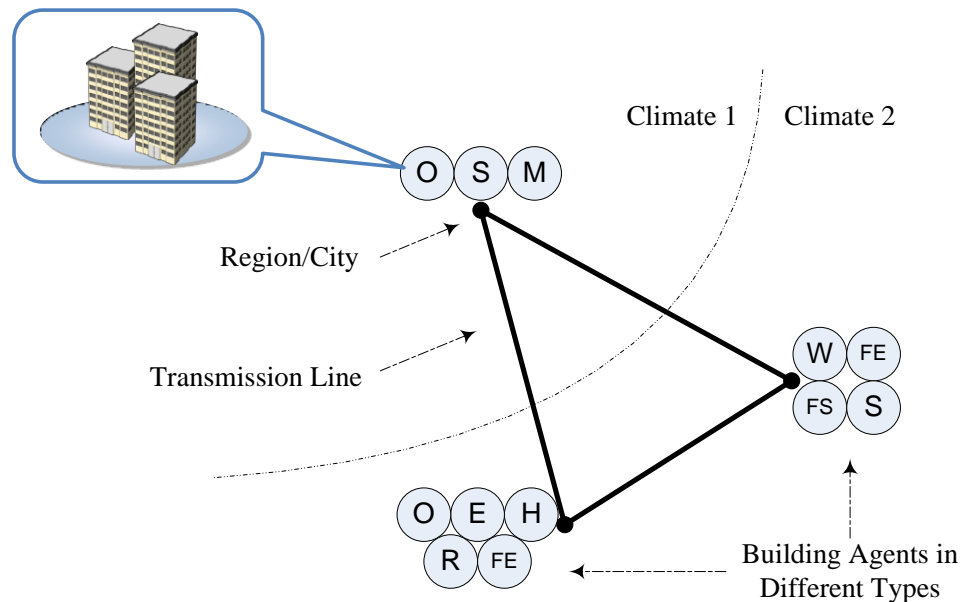 Climate 1
Climate 2
O S M
Region/City
Transmission Line
W FE
FS S
O E H
R FE
Building Agents in
Different Types